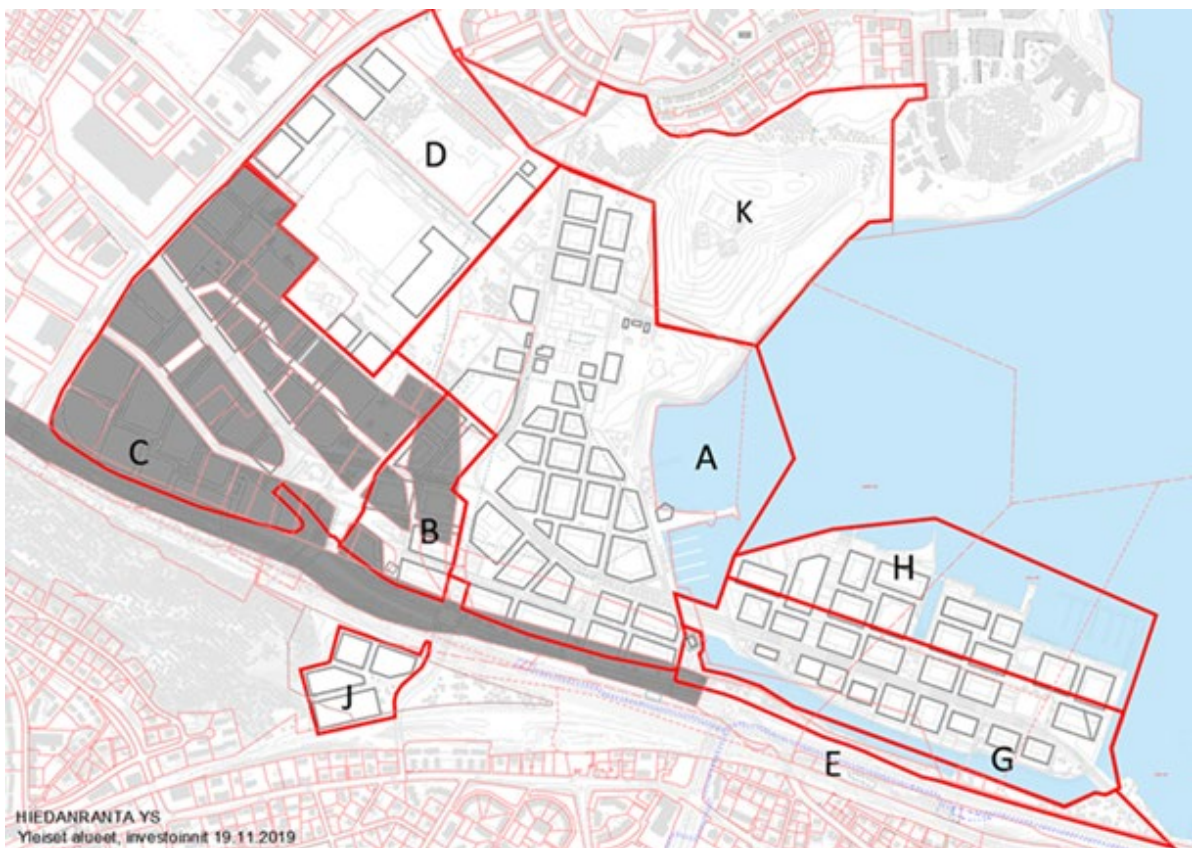 D
K
C
A
B
H
J
G
E
HIEDANRANTA YS
Yleiset alueet, investoinnit 19.11.2019